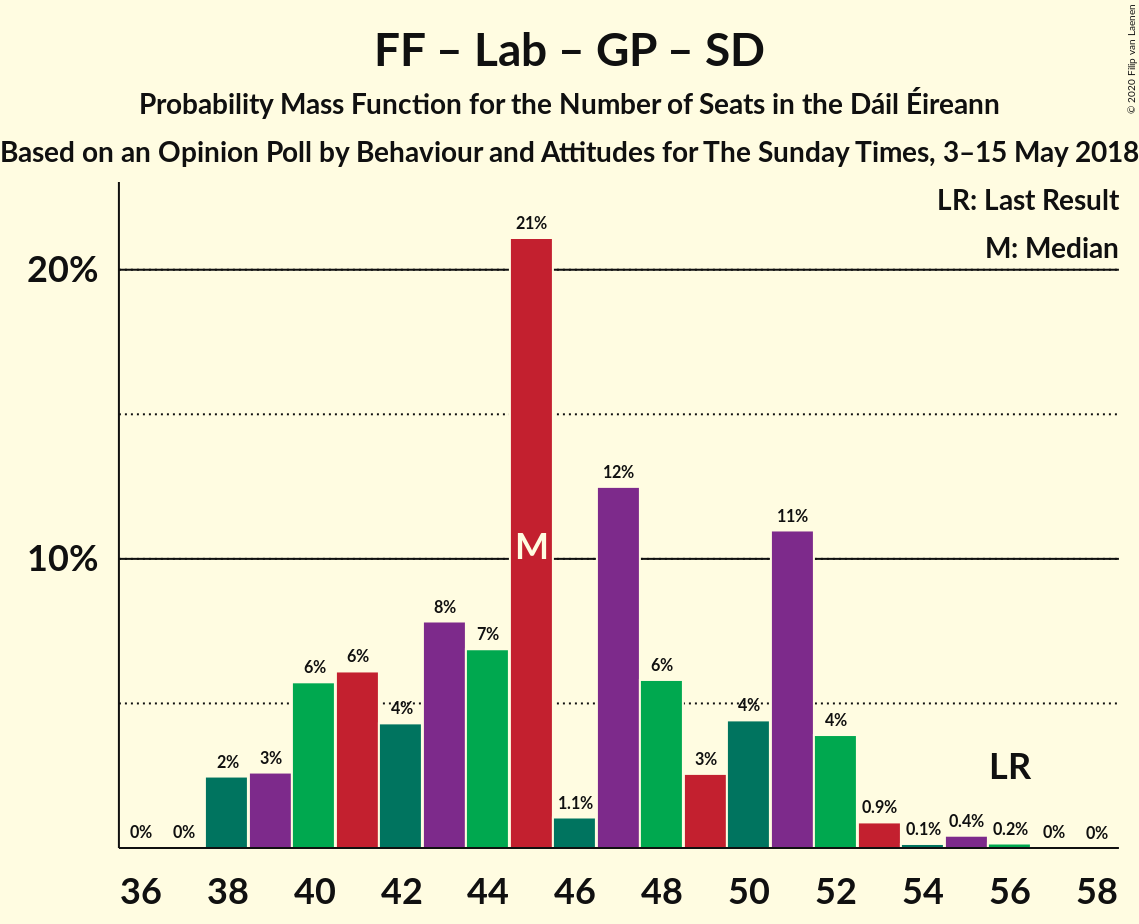 FF – Lab – GP – SD
Probability Mass Function for the Number of Seats in the Dáil Éireann
Based on an Opinion Poll by Behaviour and Attitudes for The Sunday Times, 3–15 May 2018
© 2020 Filip van Laenen
LR: Last Result
M: Median
20%
10%
0% 0% 2% 3% 6% 6% 4% 8% 7% 21% 1.1% 12% 6% 3% 4% 11% 4% 0.9% 0.1% 0.4% 0.2% 0% 0%
M
LR
36 38 40 42 44 46 48 50 52 54 56 58